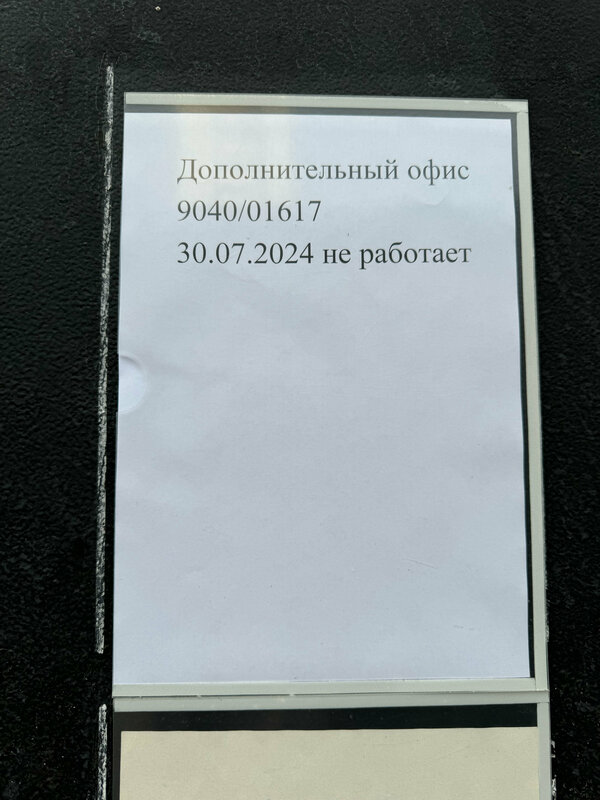 Дополнительный офис
9040/01617
30.07.2024 не работает